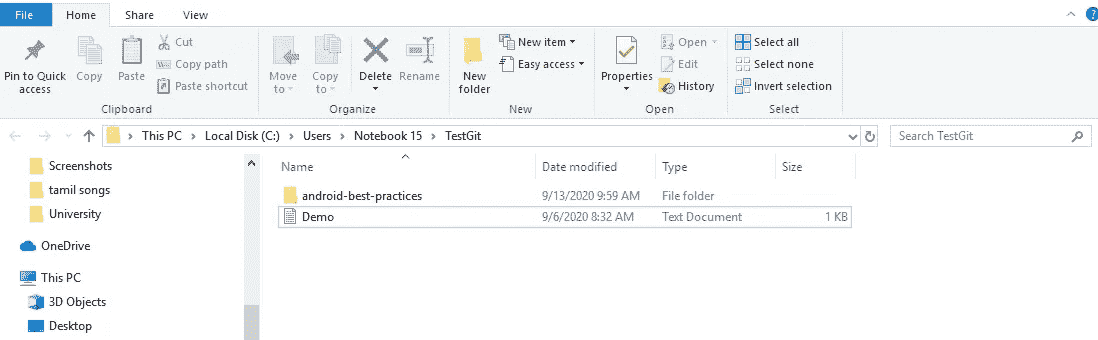 File Home Share View
Pin to Quick access
Copy
Paste
Cut
Copy path
Paste shortcut
Clipboard
Move to
Copy to
Delete
Rename
Organize
New folder
New item
Easy access
New
Properties
Open
Edit
History
Open
Select all
Select none
Invert selection
Select
This PC > Local Disk (C:) > Users > Notebook 15 > TestGit
Search TestGit
Screenshots
tamil songs
University
OneDrive
This PC
3D Objects
Desktop
Name Date modified Type Size
android-best-practices 9/13/2020 9:59 AM File folder
Demo 9/6/2020 8:32 AM Text Document 1 KB